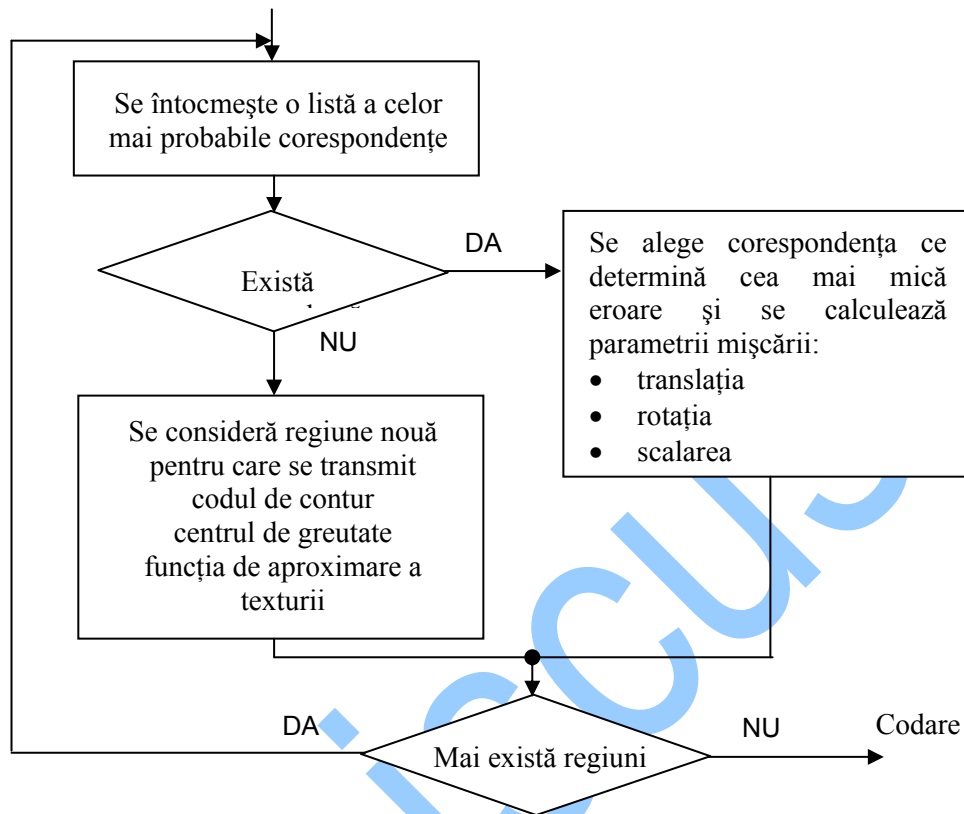 Se întocmeşte o listă a celor
mai probabile corespondenţe
Există
DA
NU
Se alege corespondenţa ce
determină cea mai mică
eroare şi se calculează
parametrii mişcării:
• translaţia
• rotaţia
• scalarea
Se consideră regiune nouă
pentru care se transmit
codul de contur
centrul de greutate
funcţia de aproximare a
texturii
DA
Mai există regiuni
NU
Codare